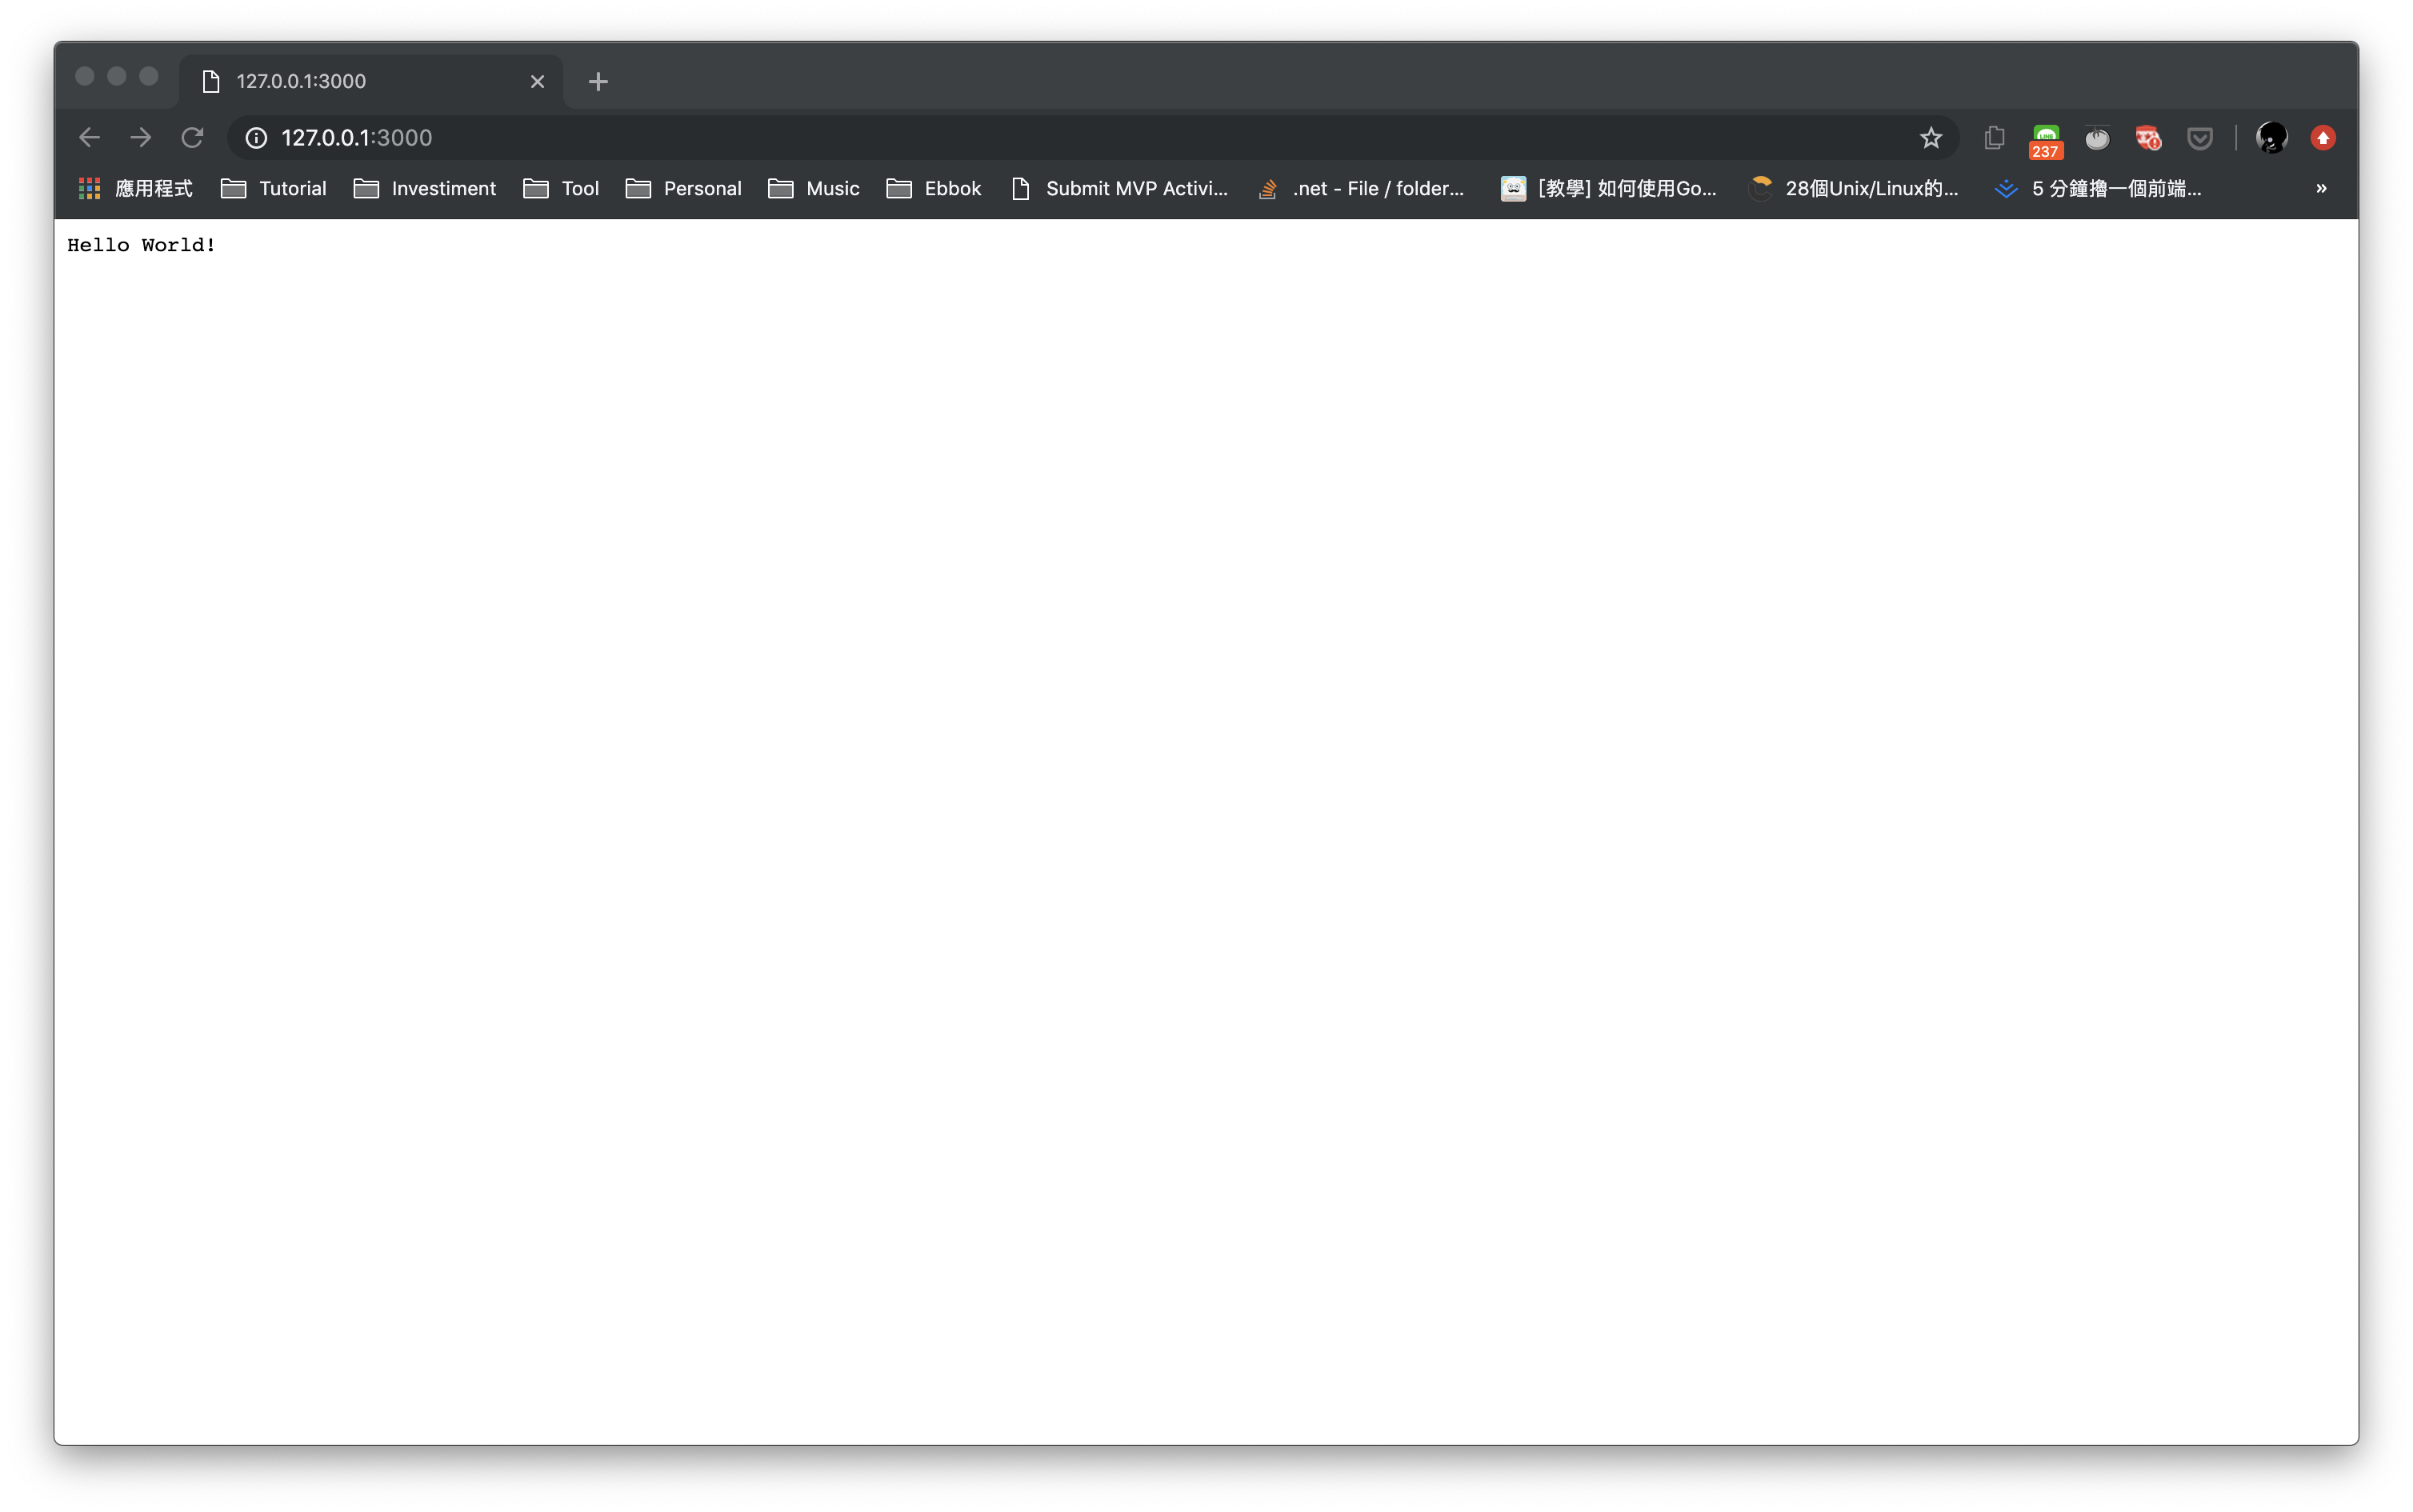 127.0.0.1:3000
127.0.0.1:3000
LINE
237
應用程式 Tutorial Investiment Tool Personal Music Ebbok Submit MVP Activi... .net - File / folder... [教學] 如何使用Go... 28個Unix/Linux的... 5 分鐘擼一個前端... »
Hello World!